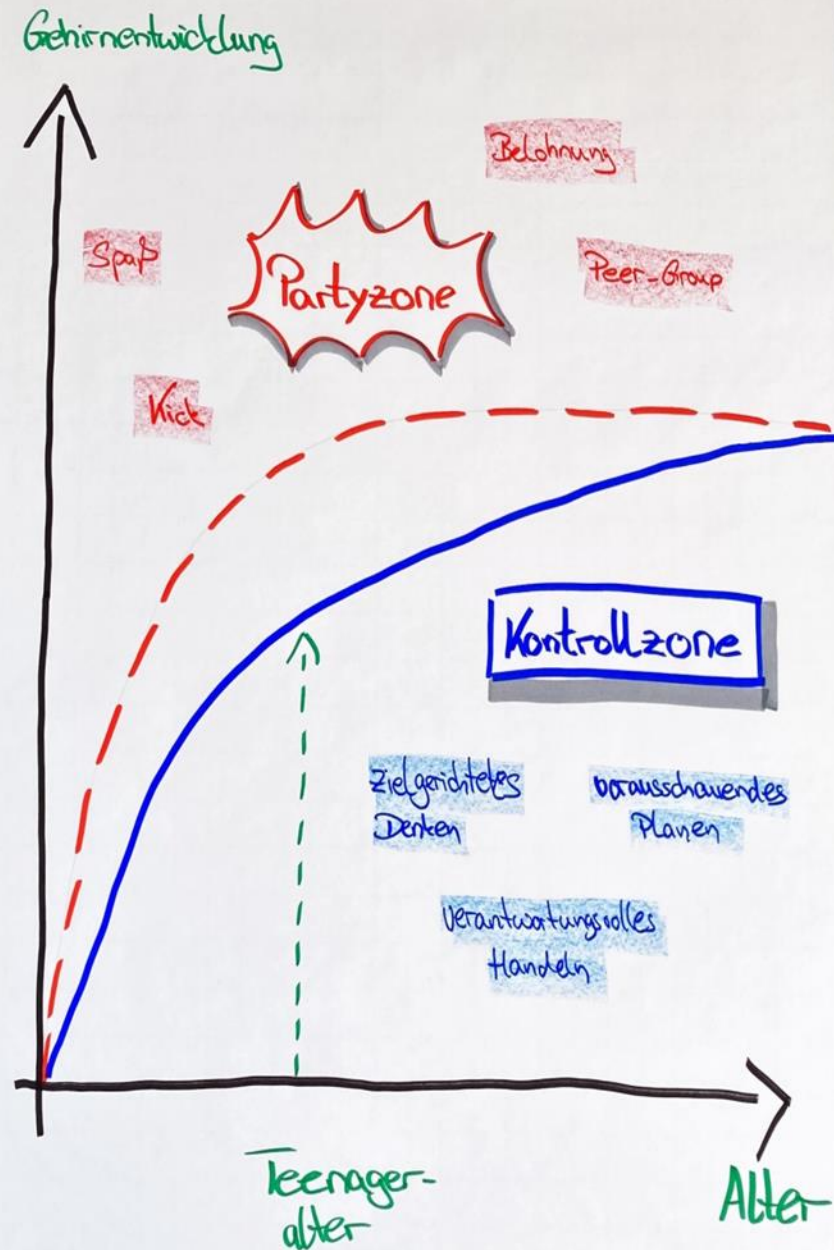 Gehirnentwicklung
Belohnung
Spaß
Partyzone
Peer-Group
Kick
Kontrollzone
Zielgerichtetes
Denken
vorausschauendes
Planen
verantwortungsvolles
Handeln
Teenager-
alter
Alter